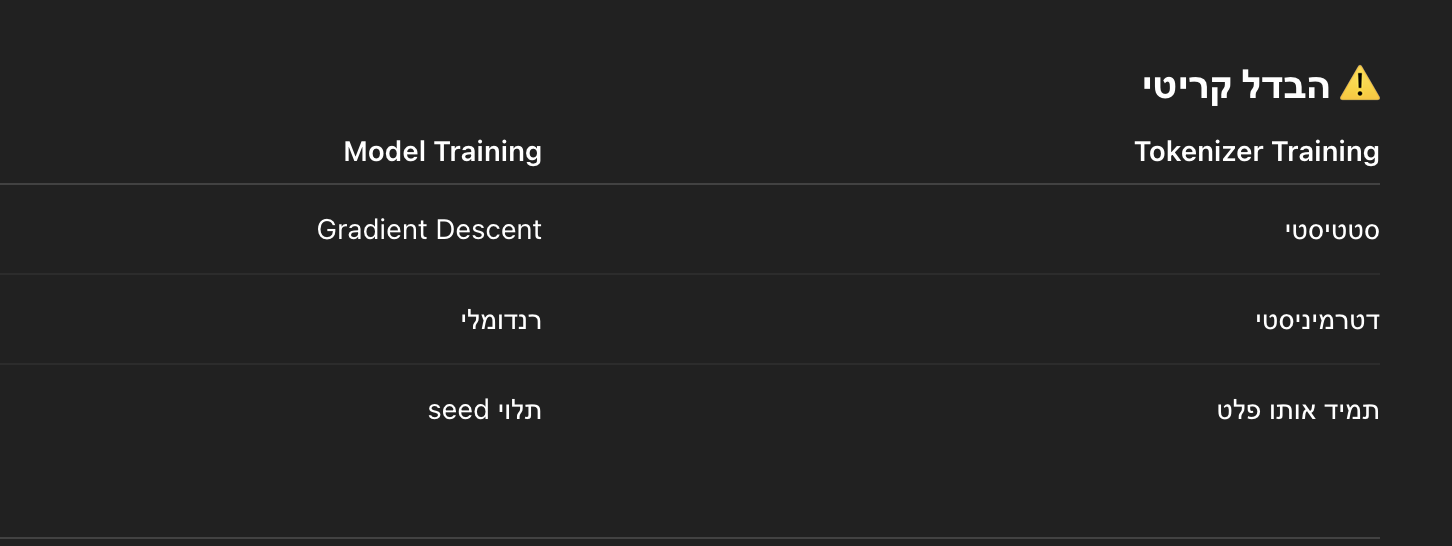 ⚠️ הבדל קריטי
Tokenizer Training Model Training
סטטיסטי Gradient Descent
דטרמיניסטי רנדומלי
תמיד אותו פלט תלוי seed